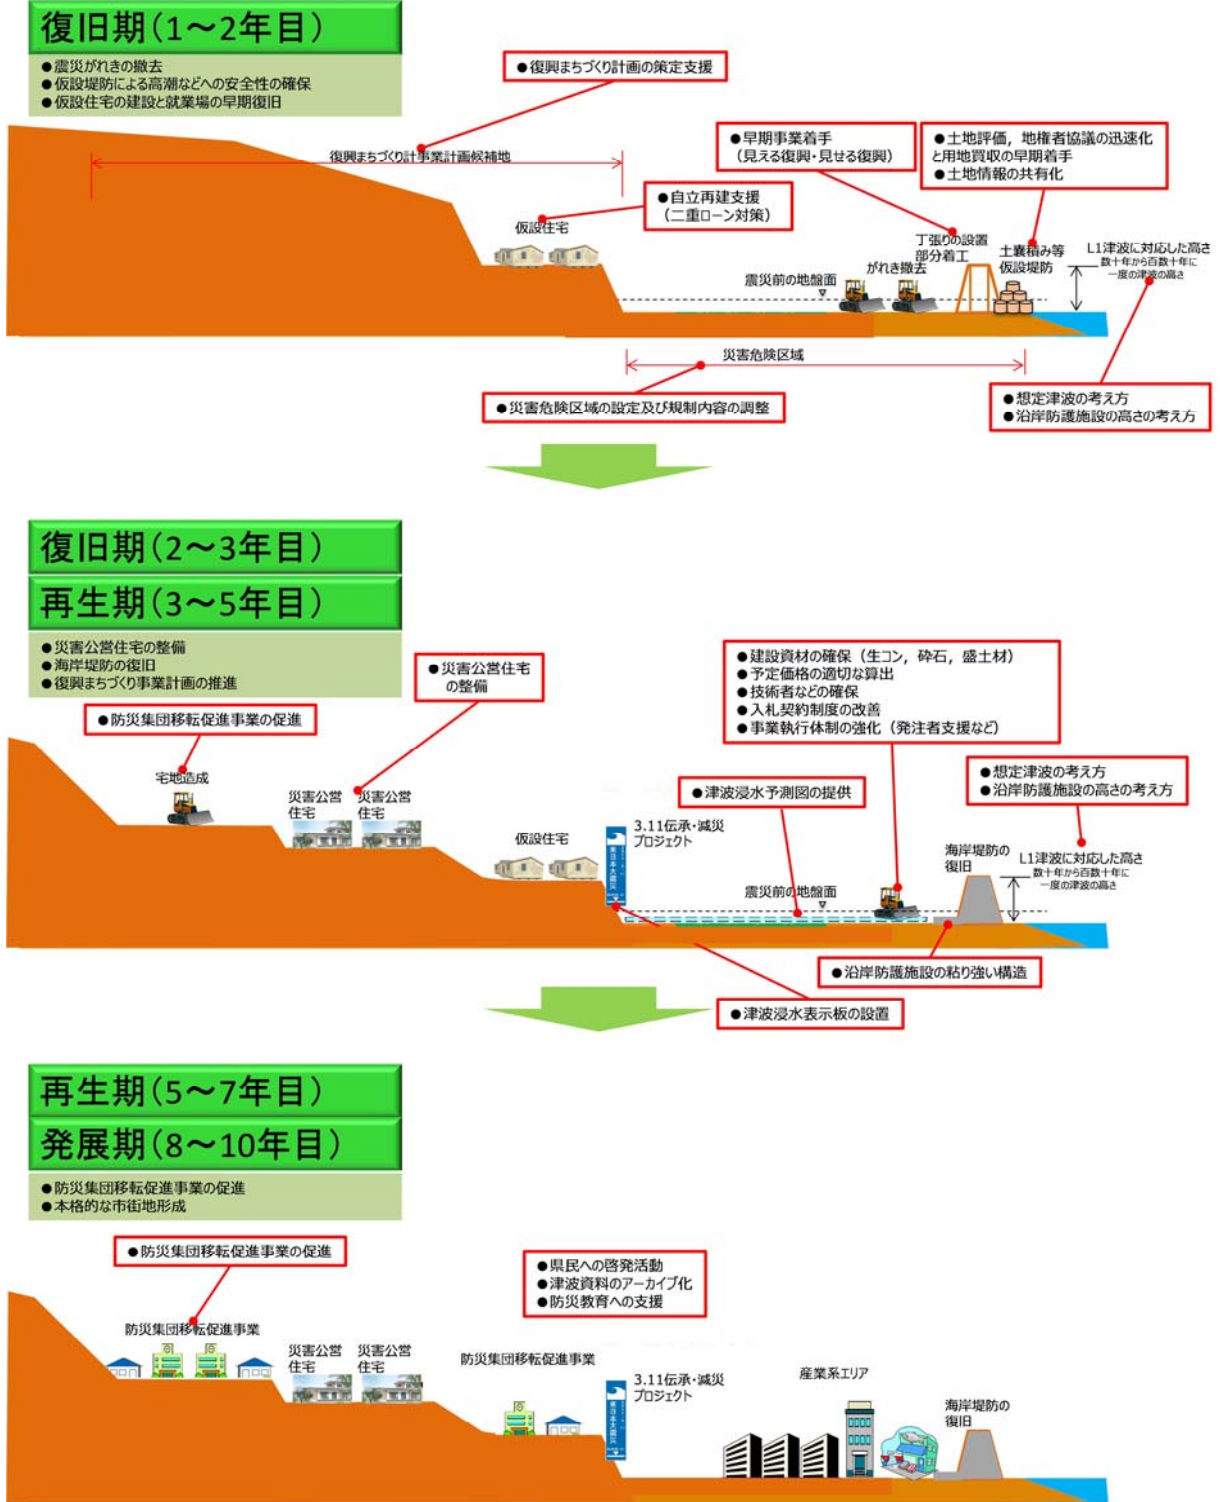 復旧期(1～2年目)
●震災がれきの撤去
●仮設堤防による高潮などへの安全性の確保
●仮設住宅の建設と就業場の早期復旧
●復興まちづくり計画の策定支援
復興まちづくり計事業計画候補地
●早期事業着手
(見える復興・見せる復興)
●土地評価，地権者協議の迅速化
と用地買収の早期着手
●土地情報の共有化
●自立再建支援
(二重ローン対策)
仮設住宅
丁張りの設置
部分着工
土嚢積み等
仮設堤防
L1津波に対応した高さ
数十年から百数十年に
一度の津波の高さ
がれき撤去
震災前の地盤面
災害危険区域
●災害危険区域の設定及び規制内容の調整
●想定津波の考え方
●沿岸防護施設の高さの考え方
復旧期(2～3年目)
再生期(3～5年目)
●災害公営住宅の整備
●海岸堤防の復旧
●復興まちづくり事業計画の推進
●災害公営住宅
の整備
●建設資材の確保（生コン，砕石，盛土材）
●予定価格の適切な算出
●技術者などの確保
●入札契約制度の改善
●事業執行体制の強化（発注者支援など）
●防災集団移転促進事業の促進
宅地造成
災害公営
住宅
災害公営
住宅
仮設住宅
●津波浸水予測図の提供
●想定津波の考え方
●沿岸防護施設の高さの考え方
3.11伝承・減災
プロジェクト
東日本大震災
震災前の地盤面
海岸堤防の
復旧
L1津波に対応した高さ
数十年から百数十年に
一度の津波の高さ
●沿岸防護施設の粘り強い構造
●津波浸水表示板の設置
再生期(5～7年目)
発展期(8～10年目)
●防災集団移転促進事業の促進
●本格的な市街地形成
●防災集団移転促進事業の促進
●県民への啓発活動
●津波資料のアーカイブ化
●防災教育への支援
防災集団移転促進事業
災害公営
住宅
災害公営
住宅
防災集団移転促進事業
3.11伝承・減災
プロジェクト
東日本大震災
産業系エリア
海岸堤防の
復旧